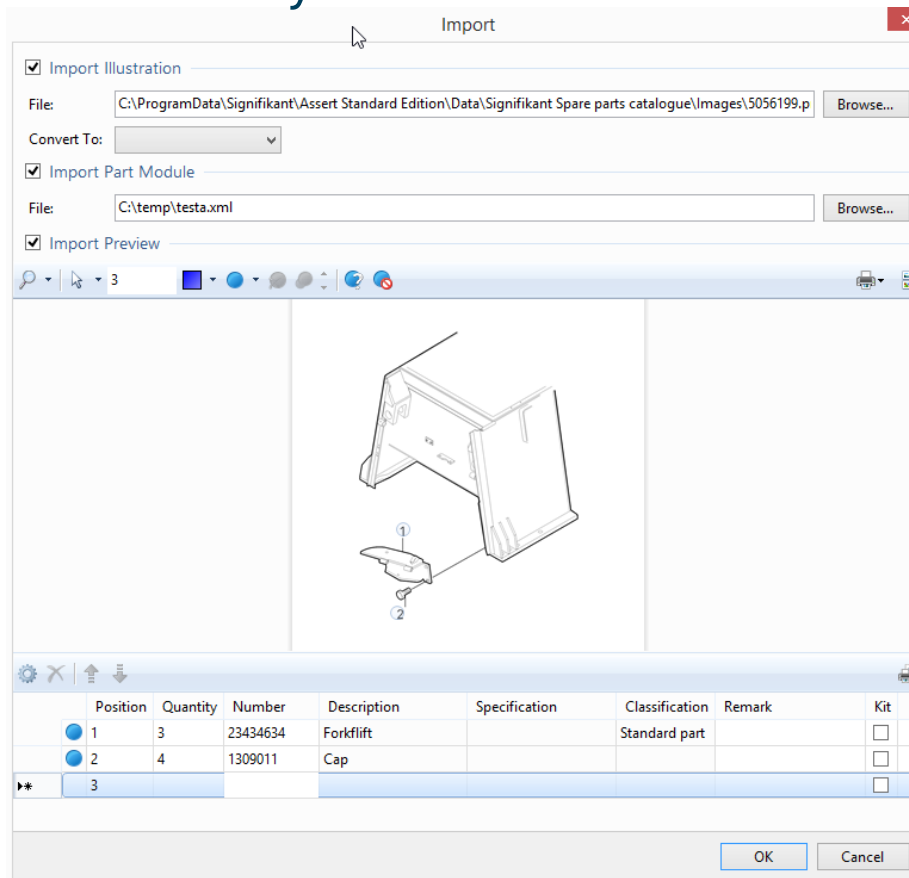 y
Import
Import Illustration
File: C:\ProgramData\Signifikant\Assert Standard Edition\Data\Signifikant Spare parts catalogue\Images\5056199.p Browse...
Convert To:
Import Part Module
File: C:\temp\testa.xml Browse...
Import Preview
3
1
2
Position Quantity Number Description Specification Classification Remark Kit
1 3 23434634 Forkflift Standard part
2 4 1309011 Cap
3
OK Cancel